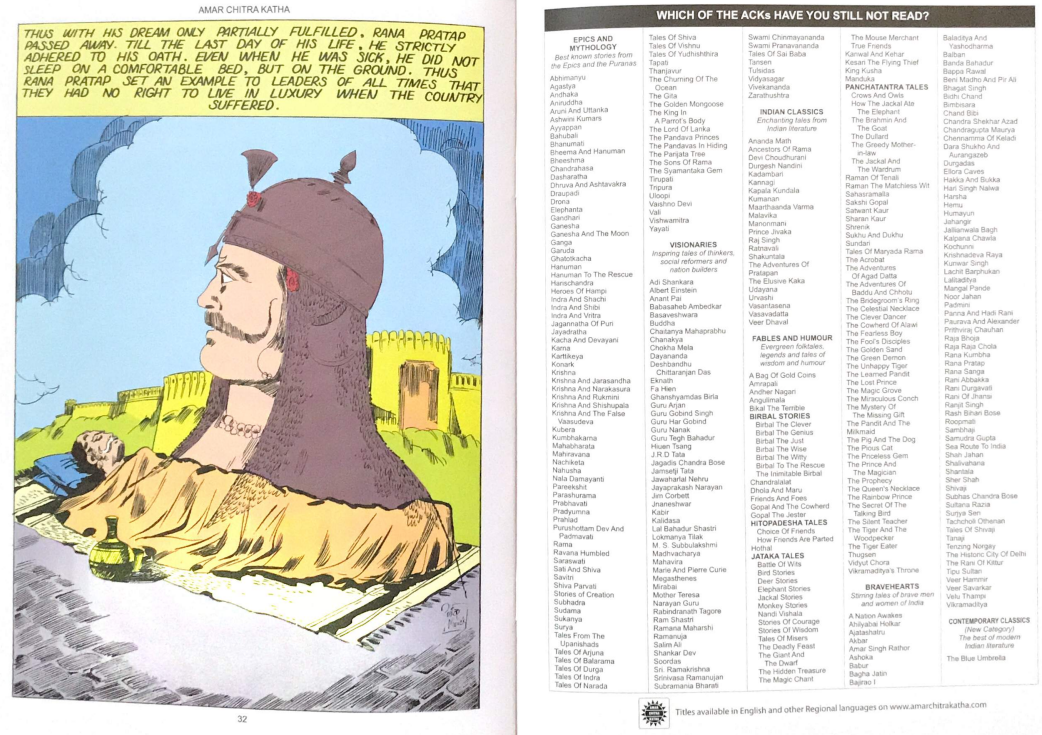 AMAR CHITRA KATHA
THUS WITH HIS DREAM ONLY PARTIALLY FULFILLED, RANA PRATAP
PASSED AWAY. TILL THE LAST DAY OF HIS LIFE, HE STRICTLY
ADHERED TO HIS OATH. EVEN WHEN HE WAS SICK, HE DID NOT
SLEEP ON A COMFORTABLE BED, BUT ON THE GROUND. THUS
RANA PRATAP SET AN EXAMPLE TO LEADERS OF ALL TIMES THAT
THEY HAD NO RIGHT TO LIVE IN LUXURY WHEN THE COUNTRY
SUFFERED.
32
WHICH OF THE ACKs HAVE YOU STILL NOT READ?
EPICS AND
MYTHOLOGY
Best known stories from
the Epics and the Puranas
Abhimanyu
Agastya
Andhaka
Aniruddha
Aruni And Uttanka
Ashwini Kumars
Ayyappan
Bahubali
Bhanumati
Bheema And Hanuman
Bheeshma
Chandrahasa
Dasharatha
Dhruva And Ashtavakra
Draupadi
Drona
Elephanta
Gandhari
Ganesha
Ganesha And The Moon
Ganga
Garuda
Ghatotkacha
Hanuman
Hanuman To The Rescue
Harischandra
Heroes Of Hampi
Indra And Shachi
Indra And Shibi
Indra And Vritra
Jagannatha Of Puri
Jayadratha
Kacha And Devayani
Karna
Karttikeya
Konark
Krishna
Krishna And Jarasandha
Krishna And Narakasura
Krishna And Rukmini
Krishna And Shishupala
Krishna And The False
Vaasudeva
Kubera
Kumbhakarna
Mahabharata
Mahiravana
Nachiketa
Nahusha
Nala Damayanti
Pareekshit
Parashurama
Prabhavati
Pradyumna
Prahlad
Purushottam Dev And
Padmavati
Rama
Ravana Humbled
Saraswati
Sati And Shiva
Savitri
Shiva Parvati
Stories of Creation
Subhadra
Sudama
Sukanya
Surya
Tales From The
Upanishads
Tales Of Arjuna
Tales Of Balarama
Tales Of Durga
Tales Of Indra
Tales Of Narada
Tales Of Shiva
Tales Of Vishnu
Tales Of Yudhishthira
Tapati
Thanjavur
The Churning Of The
Ocean
The Gita
The Golden Mongoose
The King In
A Parrot's Body
The Lord Of Lanka
The Pandava Princes
The Pandavas In Hiding
The Parijata Tree
The Sons Of Rama
The Syamantaka Gem
Tirupati
Tripura
Uloopi
Vaishno Devi
Vali
Vishwamitra
Yayati
VISIONARIES
Inspiring tales of thinkers,
social reformers and
nation builders
Adi Shankara
Albert Einstein
Anant Pai
Babasaheb Ambedkar
Basaveshwara
Buddha
Chaitanya Mahaprabhu
Chanakya
Chokha Mela
Dayananda
Deshbandhu
Chittaranjan Das
Eknath
Fa Hien
Ghanshyamdas Birla
Guru Arjan
Guru Gobind Singh
Guru Har Gobind
Guru Nanak
Guru Tegh Bahadur
Hiuen Tsang
J.R.D Tata
Jagadis Chandra Bose
Jamsetji Tata
Jawaharlal Nehru
Jayaprakash Narayan
Jim Corbett
Jnaneshwar
Kabir
Kalidasa
Lal Bahadur Shastri
Lokmanya Tilak
M. S. Subbulakshmi
Madhvacharya
Mahavira
Marie And Pierre Curie
Megasthenes
Mirabai
Mother Teresa
Narayan Guru
Rabindranath Tagore
Ram Shastri
Ramana Maharshi
Ramanuja
Salim Ali
Shankar Dev
Soordas
Sri. Ramakrishna
Srinivasa Ramanujan
Subramania Bharati
Swami Chinmayananda
Swami Pranavananda
Tales Of Sai Baba
Tansen
Tulsidas
Vidyasagar
Vivekananda
Zarathushtra
INDIAN CLASSICS
Enchanting tales from
Indian literature
Ananda Math
Ancestors Of Rama
Devi Choudhurani
Durgesh Nandini
Kadambari
Kannagi
Kapala Kundala
Kumanan
Maarthaanda Varma
Malavika
Manonmani
Prince Jivaka
Raj Singh
Ratnavali
Shakuntala
The Adventures Of
Pratapan
The Elusive Kaka
Udayana
Urvashi
Vasantasena
Vasavadatta
Veer Dhaval
FABLES AND HUMOUR
Evergreen folktales,
legends and tales of
wisdom and humour
A Bag Of Gold Coins
Amrapali
Andher Nagari
Angulimala
Bikal The Terrible
BIRBAL STORIES
Birbal The Clever
Birbal The Genius
Birbal The Just
Birbal The Wise
Birbal The Witty
Birbal To The Rescue
The Inimitable Birbal
Chandralalat
Dhola And Maru
Friends And Foes
Gopal And The Cowherd
Gopal The Jester
HITOPADESHA TALES
Choice Of Friends
How Friends Are Parted
Hothal
JATAKA TALES
Battle Of Wits
Bird Stories
Deer Stories
Elephant Stories
Jackal Stories
Monkey Stories
Nandi Vishala
Stories Of Courage
Stories Of Wisdom
Tales Of Misers
The Deadly Feast
The Giant And
The Dwarf
The Hidden Treasure
The Magic Chant
The Mouse Merchant
True Friends
Kanwal And Kehar
Kesari The Flying Thief
King Kusha
Manduka
PANCHATANTRA TALES
Crows And Owls
How The Jackal Ate
The Elephant
The Brahmin And
The Goat
The Dullard
The Greedy Mother-
in-law
The Jackal And
The Wardrum
Raman Of Tenali
Raman The Matchless Wit
Sahasramalla
Sakshi Gopal
Satwant Kaur
Sharan Kaur
Shrenik
Sukhu And Dukhu
Sundari
Tales Of Maryada Rama
The Acrobat
The Adventures
Of Agad Datta
The Adventures Of
Baddu And Chhotu
The Bridegroom's Ring
The Celestial Necklace
The Clever Dancer
The Cowherd Of Alawi
The Fearless Boy
The Fool's Disciples
The Golden Sand
The Green Demon
The Unhappy Tiger
The Learned Pandit
The Lost Prince
The Magic Grove
The Miraculous Conch
The Mystery Of
The Missing Gift
The Pandit And The
Milkmaid
The Pig And The Dog
The Pious Cat
The Priceless Gem
The Prince And
The Magician
The Prophecy
The Queen's Necklace
The Rainbow Prince
The Secret Of The
Talking Bird
The Silent Teacher
The Tiger And The
Woodpecker
The Tiger Eater
Thugsen
Vidyut Chora
Vikramaditya's Throne
BRAVEHEARTS
Stirring tales of brave men
and women of India
A Nation Awakes
Ahilyabai Holkar
Ajatashatru
Akbar
Amar Singh Rathor
Ashoka
Babur
Bagha Jatin
Bajirao I
Baladitya And
Yashodharma
Balban
Banda Bahadur
Bappa Rawal
Beni Madho And Pir Ali
Bhagat Singh
Bidhi Chand
Bimbisara
Chand Bibi
Chandra Shekhar Azad
Chandragupta Maurya
Chennamma Of Keladi
Dara Shukho And
Aurangazeb
Durgadas
Ellora Caves
Hakka And Bukka
Hari Singh Nalwa
Harsha
Hemu
Humayun
Jahangir
Jallianwala Bagh
Kalpana Chawla
Kochunni
Krishnadeva Raya
Kunwar Singh
Lachit Barphukan
Lalitaditya
Mangal Pande
Noor Jahan
Padmini
Panna And Hadi Rani
Paurava And Alexander
Prithviraj Chauhan
Raja Bhoja
Raja Raja Chola
Rana Kumbha
Rana Pratap
Rana Sanga
Rani Abbakka
Rani Durgavati
Rani Of Jhansi
Ranjit Singh
Rash Bihari Bose
Roopmati
Sambhaji
Samudra Gupta
Sea Route To India
Shah Jahan
Shalivahana
Shantala
Sher Shah
Shivaji
Subhas Chandra Bose
Sultana Razia
Surjya Sen
Tachcholi Othenan
Tales Of Shivaji
Tanaji
Tenzing Norgay
The Historic City Of Delhi
The Rani Of Kittur
Tipu Sultan
Veer Hammir
Veer Savarkar
Velu Thampi
Vikramaditya
CONTEMPORARY CLASSICS
(New Category)
The best of modern
Indian literature
The Blue Umbrella
Titles available in English and other Regional languages on www.amarchitrakatha.com